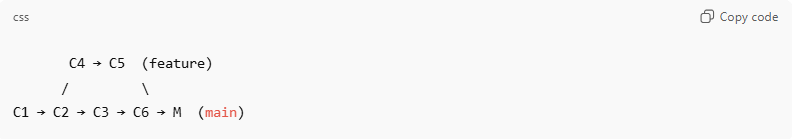 css Copy code
C4 → C5 (feature)
/ \
C1 → C2 → C3 → C6 → M (main)